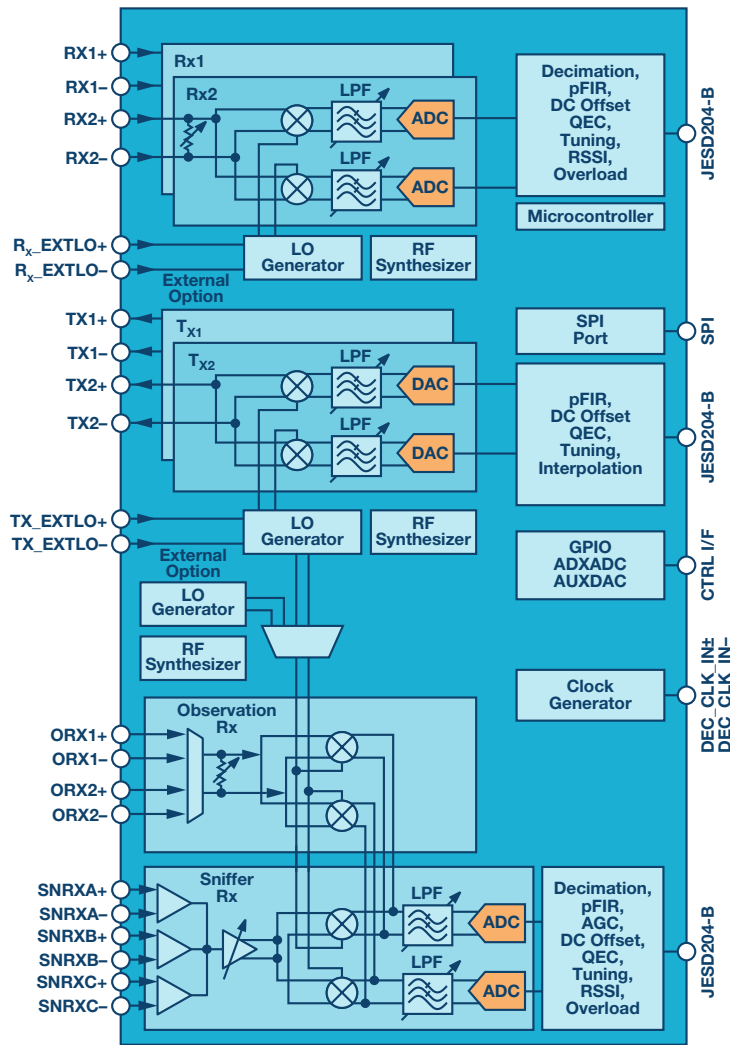 RX1+
RX1–
RX2+
RX2–
Rx1
Rx2
LPF
ADC
LPF
ADC
Decimation,
pFIR,
DC Offset
QEC,
Tuning,
RSSI,
Overload
JESD204-B
Microcontroller
Rx_EXTLO+
Rx_EXTLO–
External
Option
LO
Generator
RF
Synthesizer
TX1+
TX1–
TX2+
TX2–
TX1
TX2
LPF
DAC
LPF
DAC
SPI
Port
SPI
pFIR,
DC Offset
QEC,
Tuning,
Interpolation
JESD204-B
TX_EXTLO+
TX_EXTLO–
External
Option
LO
Generator
RF
Synthesizer
GPIO
ADXADC
AUXDAC
CTRL I/F
LO
Generator
RF
Synthesizer
Clock
Generator
DEC_CLK_IN±
DEC_CLK_IN–
ORX1+
ORX1–
ORX2+
ORX2–
Observation
Rx
SNRXA+
SNRXA–
SNRXB+
SNRXB–
SNRXC+
SNRXC–
Sniffer
Rx
LPF
ADC
LPF
ADC
Decimation,
pFIR,
AGC,
DC Offset,
QEC,
Tuning,
RSSI,
Overload
JESD204-B